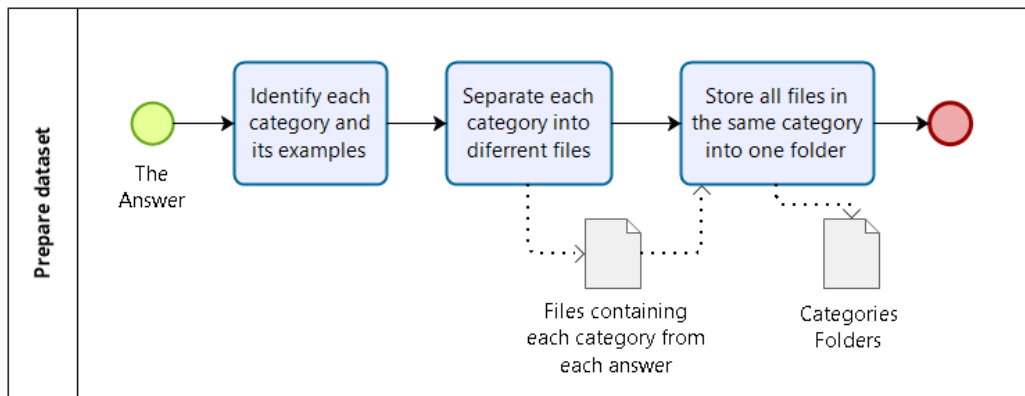 Prepare dataset
The
Answer
Identify each
category and
its examples
Separate each
category into
diferrent files
Store all files in
the same category
into one folder
Files containing
each category from
each answer
Categories
Folders